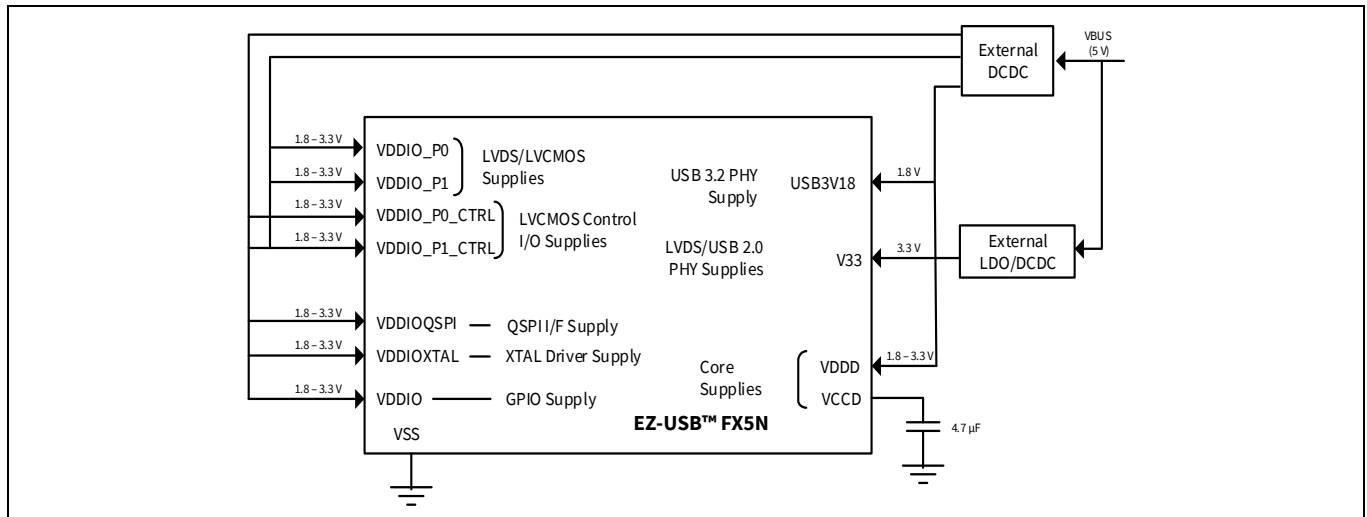 External
DCDC
VBUS
(5 V)
1.8 – 3.3 V
VDDIO_P0
LVDS/LVCMOS
Supplies
1.8 – 3.3 V
VDDIO_P1
1.8 – 3.3 V
VDDIO_P0_CTRL
LVCMOS Control
I/O Supplies
1.8 – 3.3 V
VDDIO_P1_CTRL
USB 3.2 PHY
Supply
USB3V18
1.8 V
LVDS/USB 2.0
PHY Supplies
V33
3.3 V
External
LDO/DCDC
1.8 – 3.3 V
VDDIOQSPI
QSPI I/F Supply
1.8 – 3.3 V
VDDIOXTAL
XTAL Driver Supply
1.8 – 3.3 V
VDDIO
GPIO Supply
Core
Supplies
VDDD
1.8 – 3.3 V
VCCD
EZ-USB™ FX5N
4.7 µF
VSS